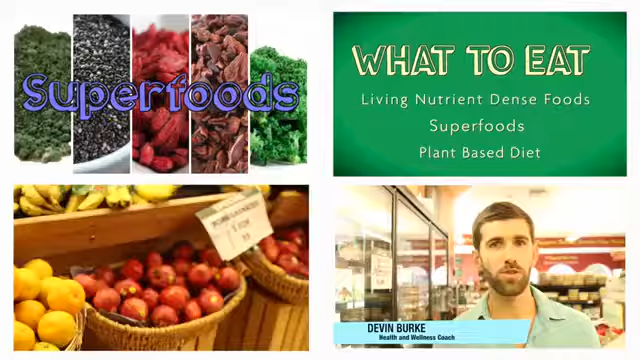 Superfoods
WHAT TO EAT
Living Nutrient Dense Foods
Superfoods
Plant Based Diet
DEVIN BURKE
Health and Wellness Coach